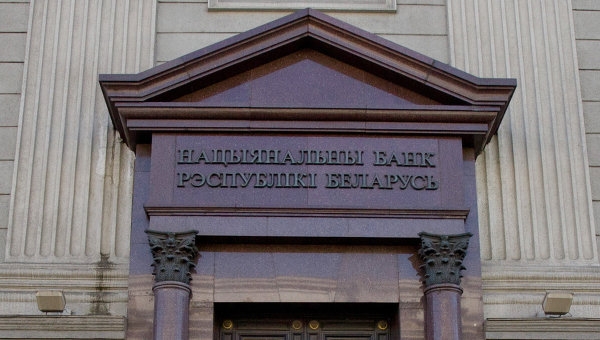 НАЦЫЯНАЛЬНЫ БАНК
РЭСПУБЛІКІ БЕЛАРУСЬ